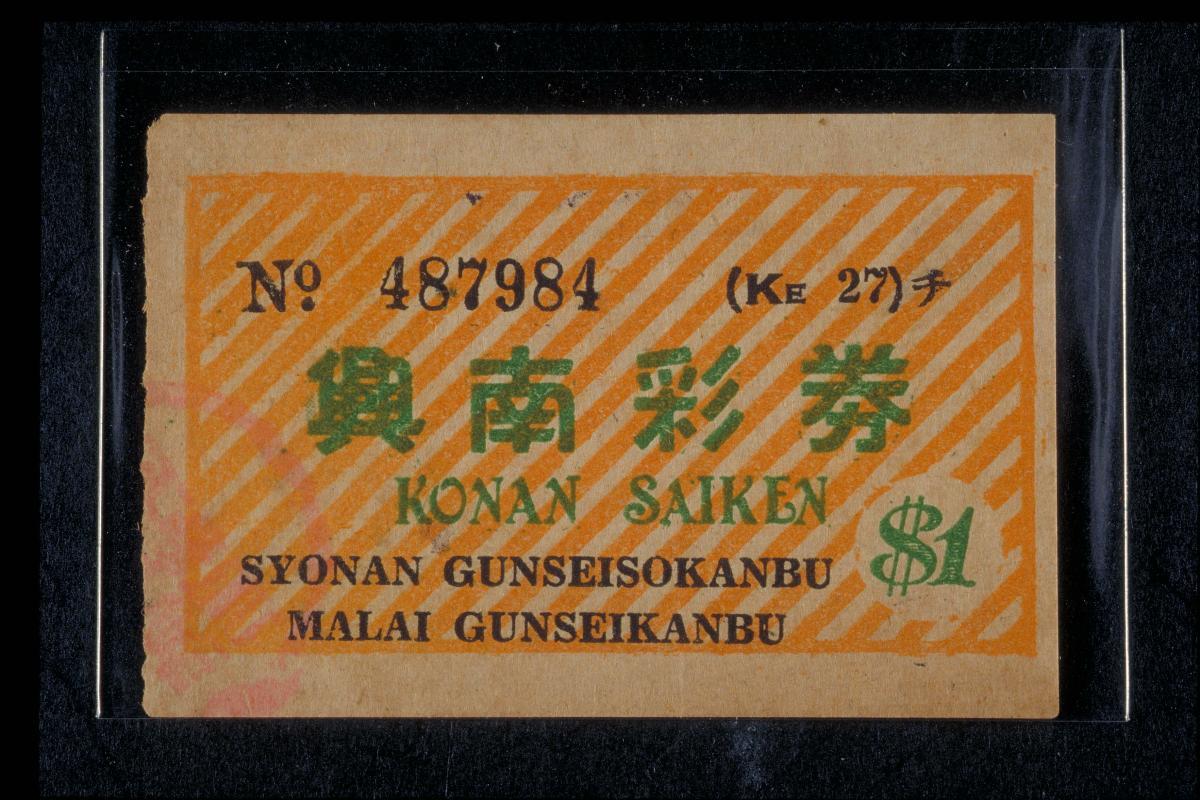 Nº 487984 (KE 27)チ
興南彩券
KONAN SAIKEN
$1
SYONAN GUNSEISOKANBU
MALAI GUNSEIKANBU